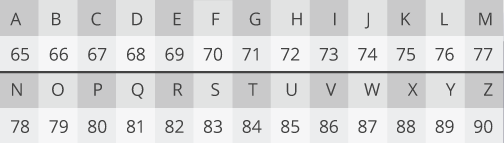 A B C D E F G H I J K L M
65 66 67 68 69 70 71 72 73 74 75 76 77
N O P Q R S T U V W X Y Z
78 79 80 81 82 83 84 85 86 87 88 89 90